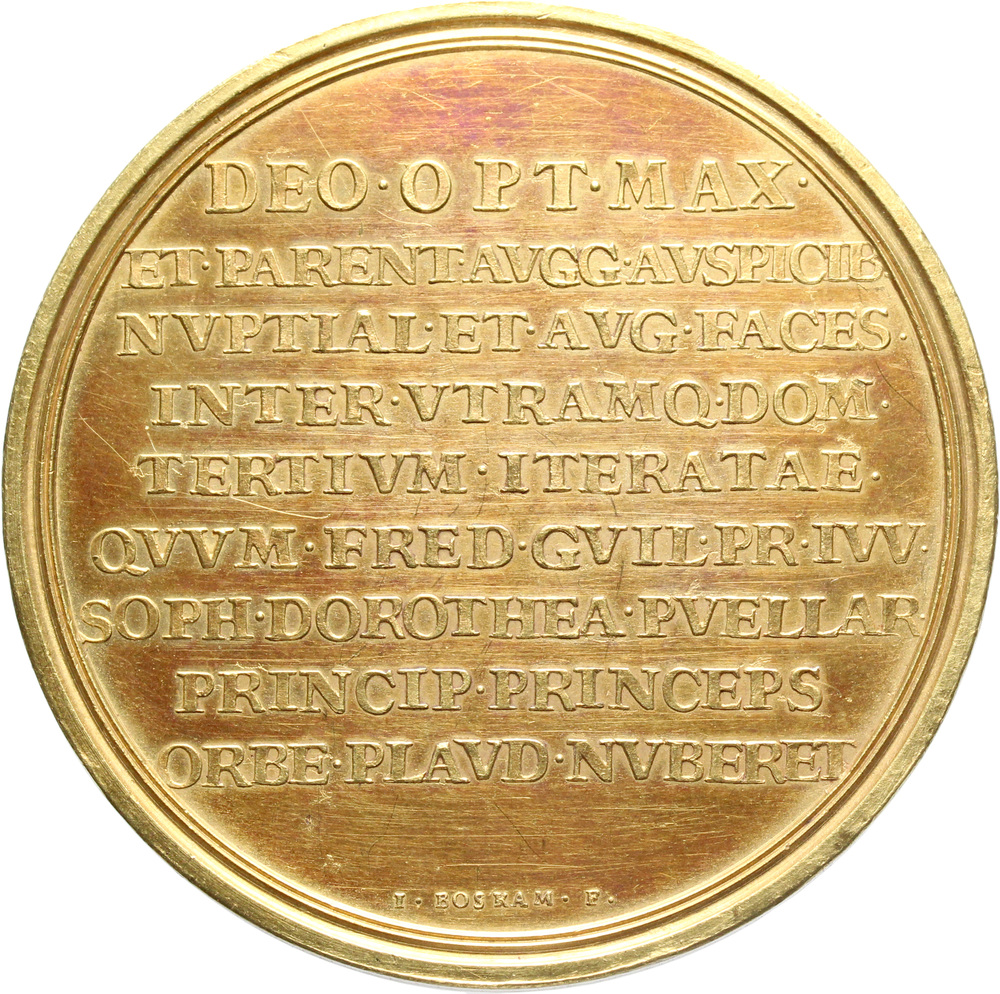 DEO·OPT·MAX·
ET·PARENT·AVGG·AVSPICIIB·
NVPTIAL·ET·AVG·FACES·
INTER·VTRAMQ·DOM·
TERTIVM·ITERATAE·
QVVM·FRED·GVIL·PR·IVV·
SOPH·DOROTHEA·PVELLAR·
PRINCIP·PRINCEPS
ORBE·PLAVD·NVBERET
I·BOSKAM·F.